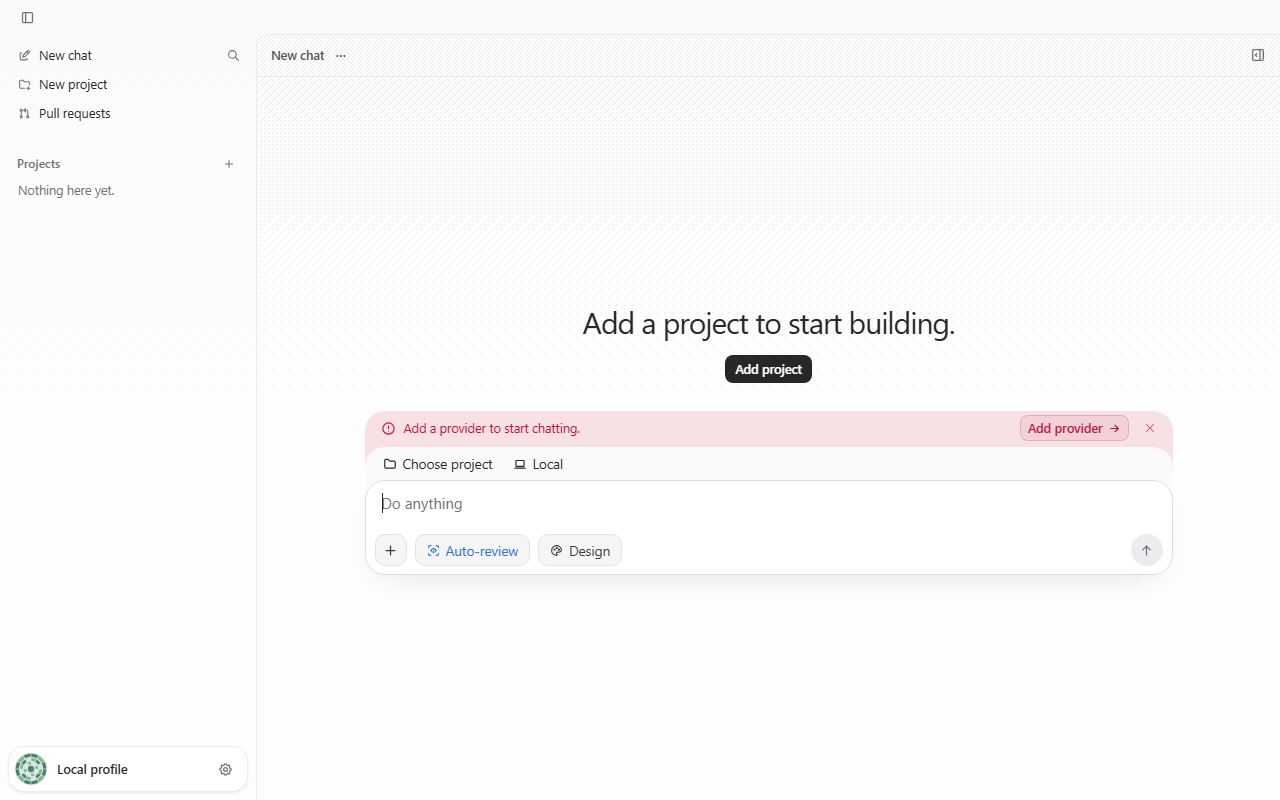 New chat
New project
Pull requests
Projects
Nothing here yet.
Local profile
New chat
Add a project to start building.
Add project
Add a provider to start chatting.
Add provider
Choose project
Local
Do anything
Auto-review
Design